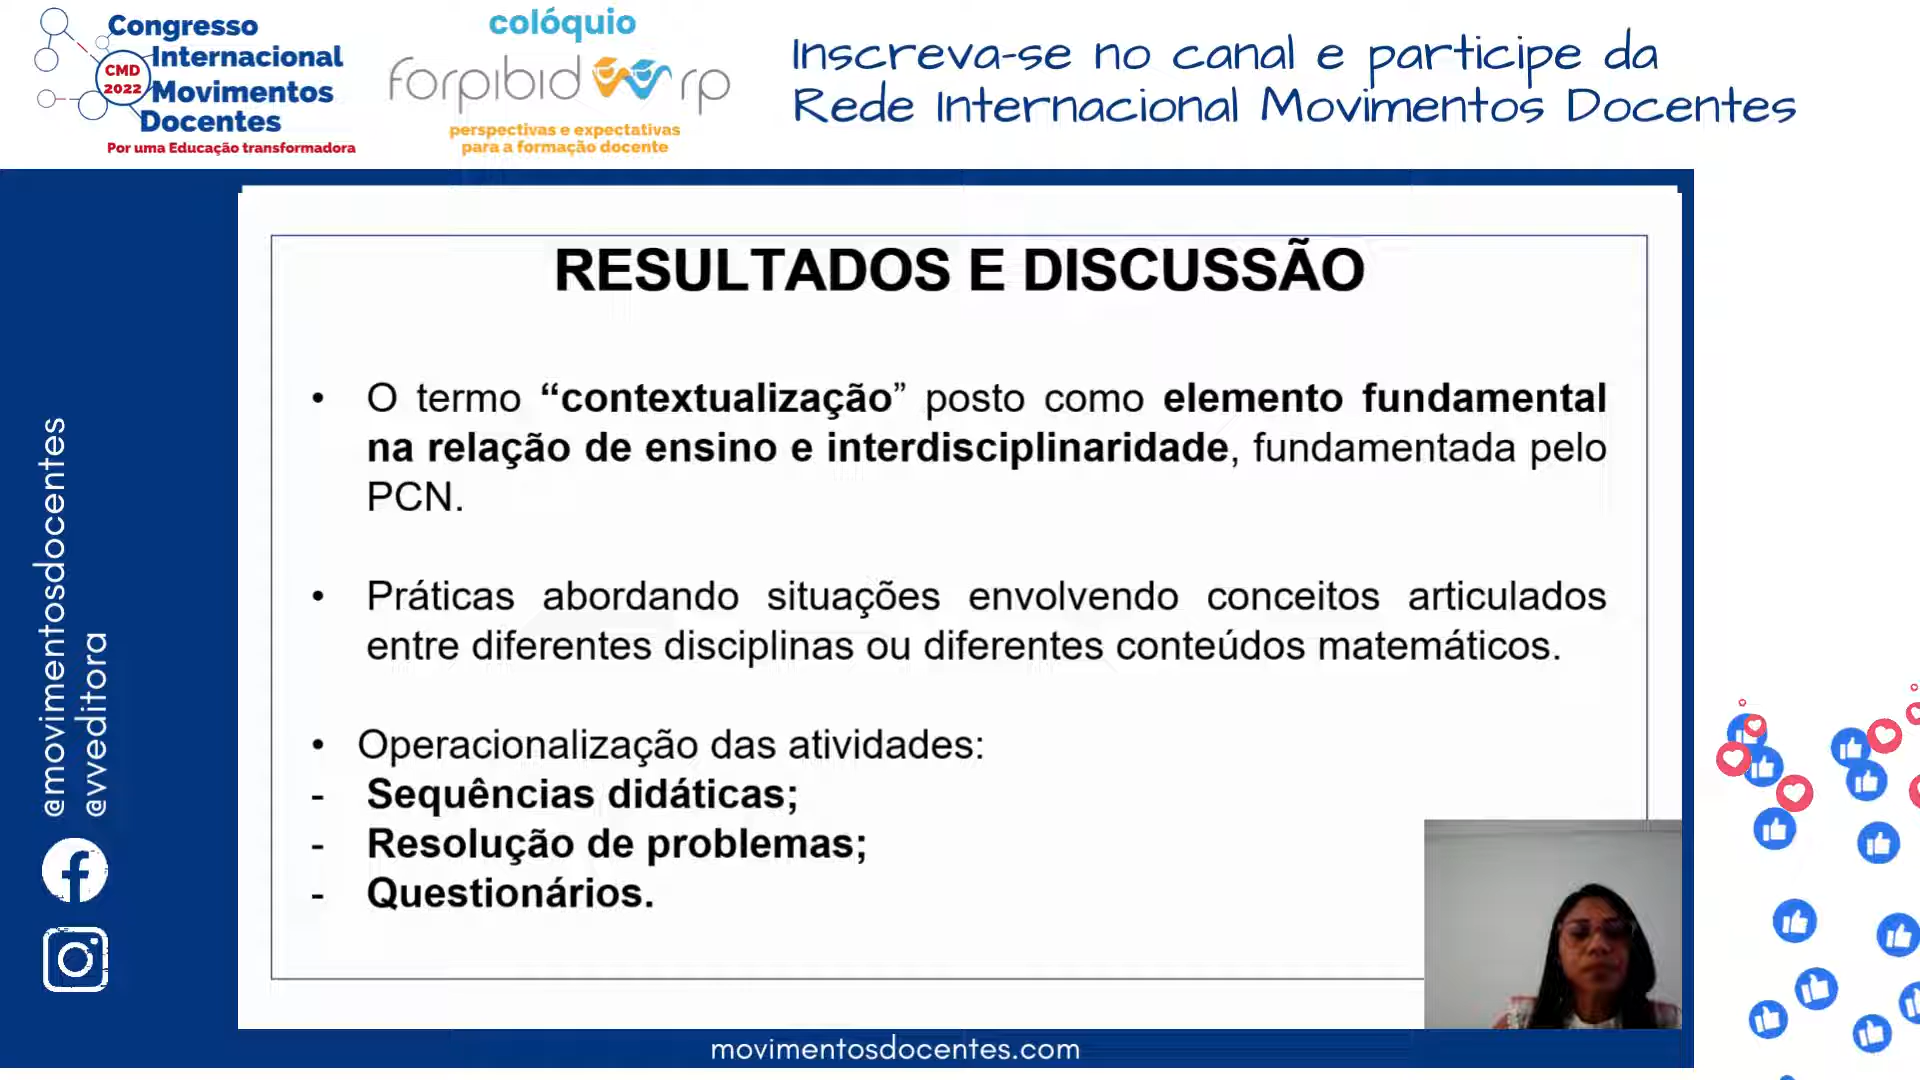 Congresso
Internacional
CMD
2022
Movimentos
Docentes
Por uma Educação transformadora
colóquio
forpibid rp
perspectivas e expectativas
para a formação docente
Inscreva-se no canal e participe da
Rede Internacional Movimentos Docentes
RESULTADOS E DISCUSSÃO
• O termo “contextualização” posto como elemento fundamental
na relação de ensino e interdisciplinaridade, fundamentada pelo
PCN.
• Práticas abordando situações envolvendo conceitos articulados
entre diferentes disciplinas ou diferentes conteúdos matemáticos.
• Operacionalização das atividades:
- Sequências didáticas;
- Resolução de problemas;
- Questionários.
@movimentosdocentes
@vveditora
movimentosdocentes.com